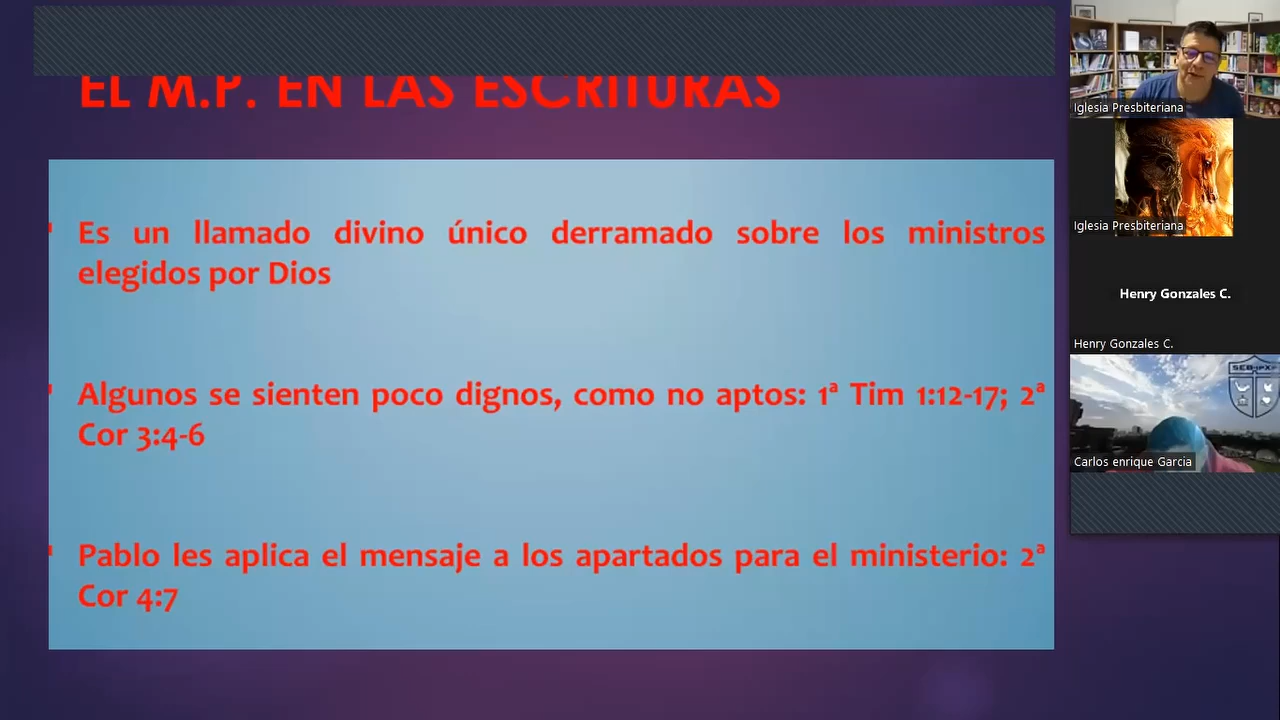 EL M.P. EN LAS ESCRITURAS
Es un llamado divino único derramado sobre los ministros
elegidos por Dios
Algunos se sienten poco dignos, como no aptos: 1ª Tim 1:12-17; 2ª
Cor 3:4-6
Pablo les aplica el mensaje a los apartados para el ministerio: 2ª
Cor 4:7
Iglesia Presbiteriana
Iglesia Presbiteriana
Henry Gonzales C.
Henry Gonzales C.
Carlos enrique Garcia